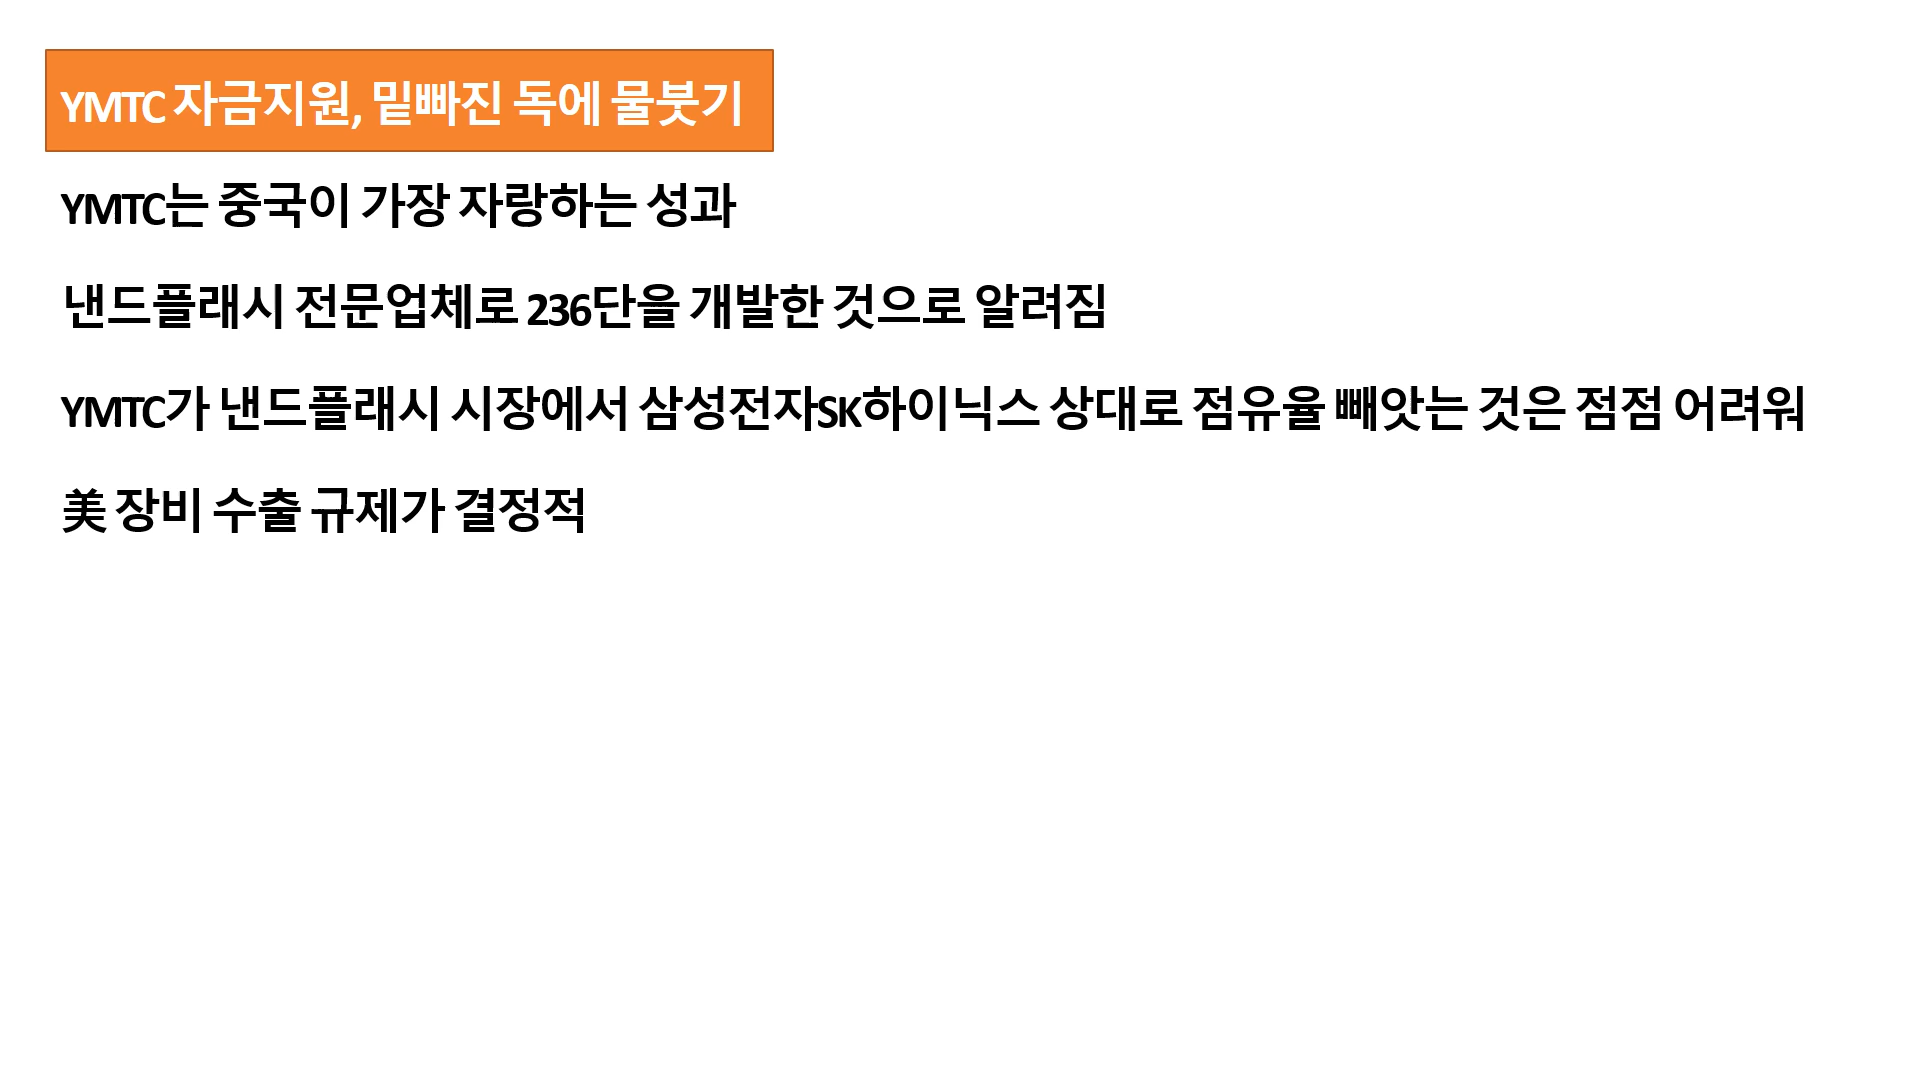 YMTC 자금지원, 밑빠진 독에 물붓기
YMTC는 중국이 가장 자랑하는 성과
낸드플래시 전문업체로 236단을 개발한 것으로 알려짐
YMTC가 낸드플래시 시장에서 삼성전자SK하이닉스 상대로 점유율 빼앗는 것은 점점 어려워
美 장비 수출 규제가 결정적